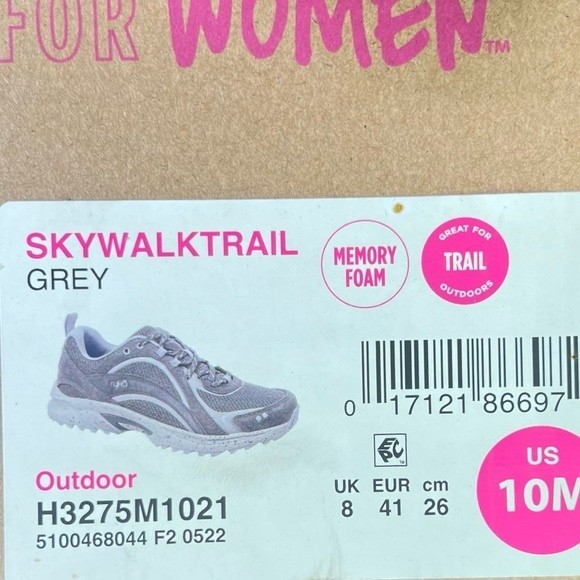 FOR WOMEN™
SKYWALKTRAIL
GREY
MEMORY
FOAM
GREAT FOR
TRAIL
OUTDOORS
0 17121 86697
Outdoor
H3275M1021
5100468044 F2 0522
EPC™
UK EUR cm
8 41 26
US
10M